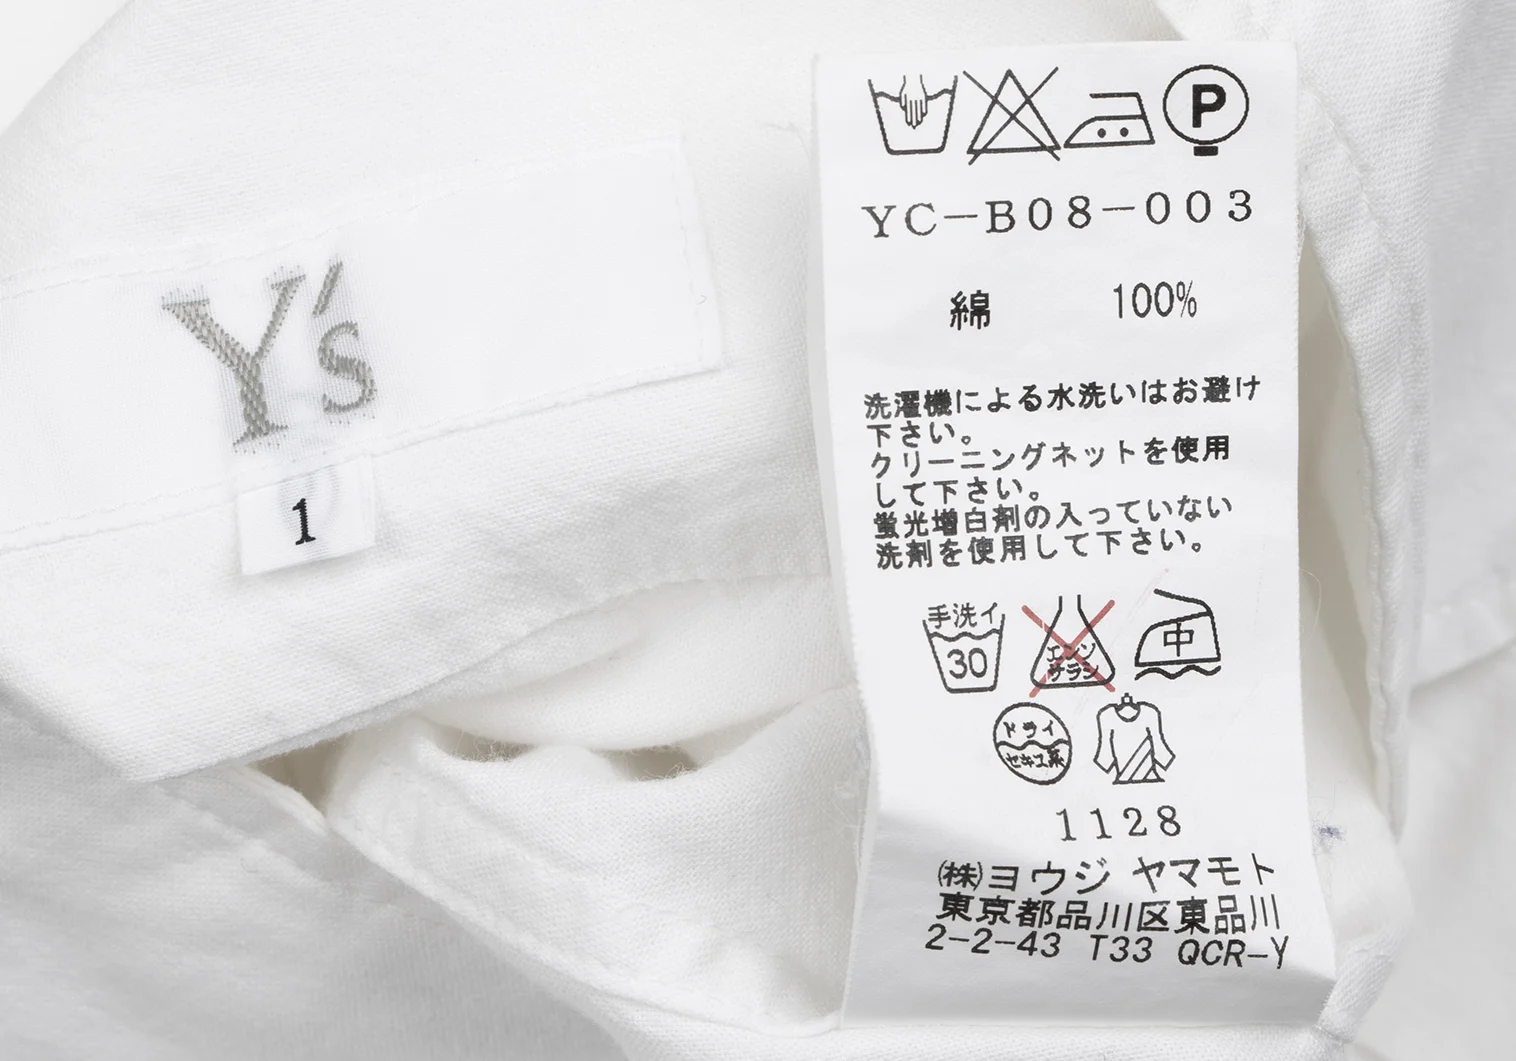 Y's
1
P
YC-B08-003
綿 100%
洗濯機による水洗いはお避け
下さい。
クリーニングネットを使用
して下さい。
蛍光増白剤の入っていない
洗剤を使用して下さい。
手洗イ
30
エンソ
サラシ
中
ドライ
セキユ系
1128
㈱ヨウジ ヤマモト
東京都品川区東品川
2-2-43 T33 QCR-Y